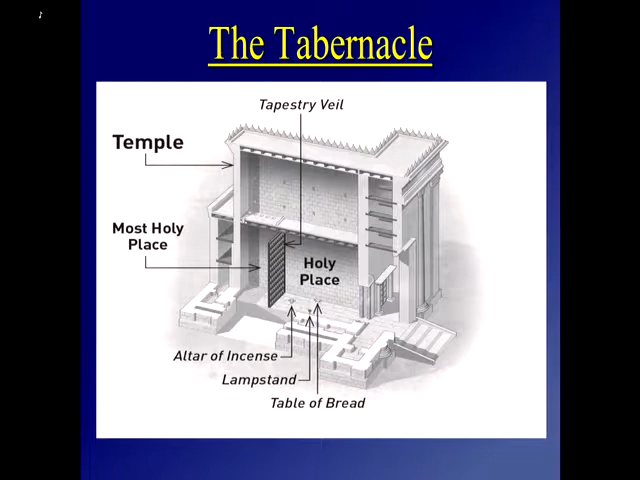 The Tabernacle
Tapestry Veil
Temple
Most Holy
Place
Holy
Place
Altar of Incense
Lampstand
Table of Bread